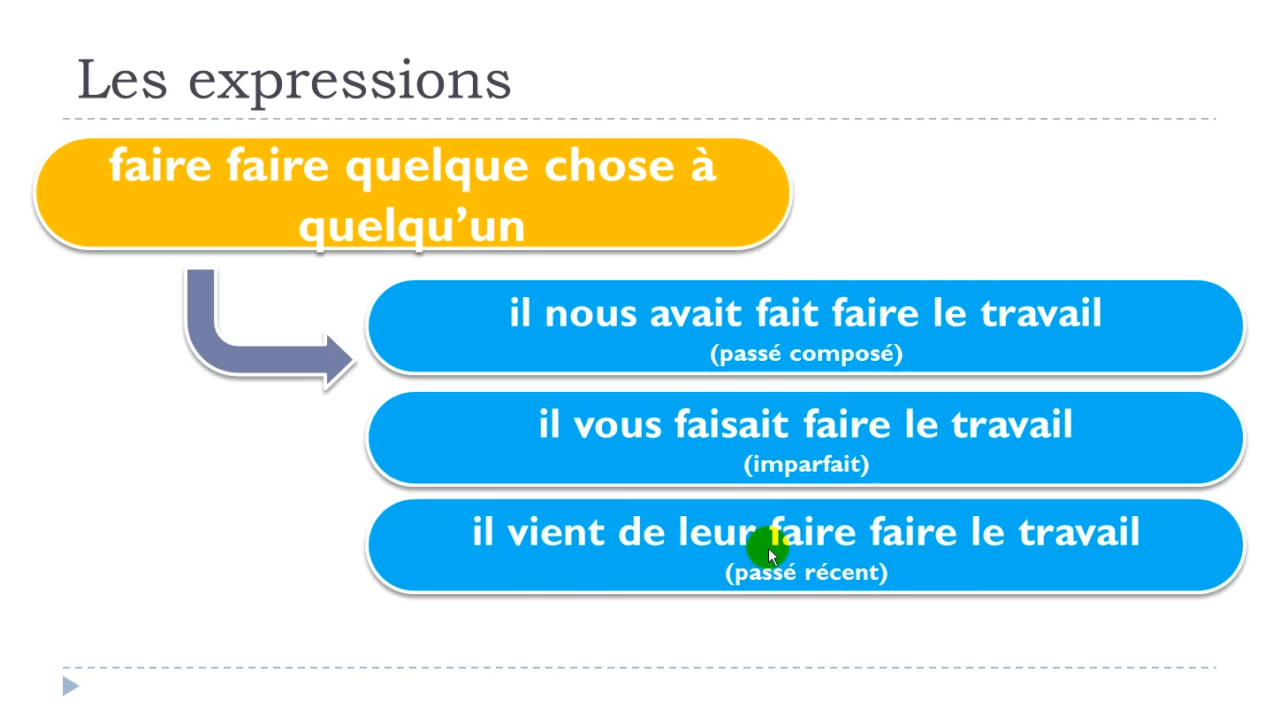 Les expressions
faire faire quelque chose à
quelqu’un
il nous avait fait faire le travail
(passé composé)
il vous faisait faire le travail
(imparfait)
il vient de leur faire faire le travail
(passé récent)